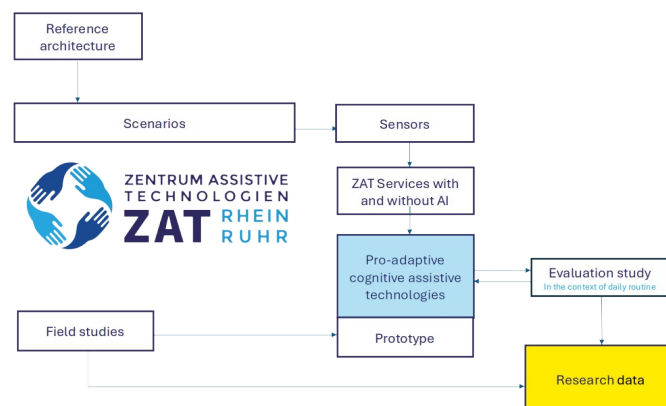 Reference
architecture
Scenarios
Sensors
ZENTRUM ASSISTIVE
TECHNOLOGIEN
ZAT RHEIN
RUHR
ZAT Services with
and without AI
Pro-adaptive
cognitive assistive
technologies
Evaluation study
In the context of daily routine
Field studies
Prototype
Research data